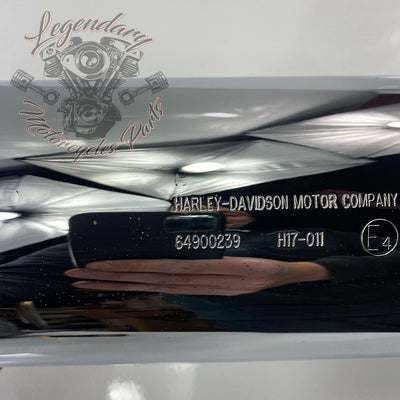 Legendary
Motorcycles Parts
HARLEY-DAVIDSON MOTOR COMPANY
64900239 H17-011 E4